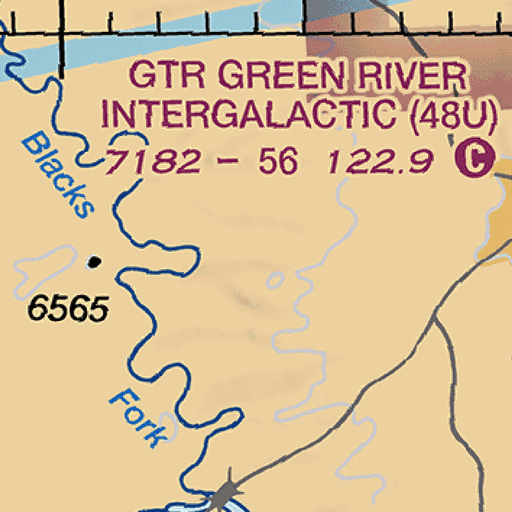 GTR GREEN RIVER
INTERGALACTIC (48U)
7182 - 56 122.9 C
Blacks
6565
Fork